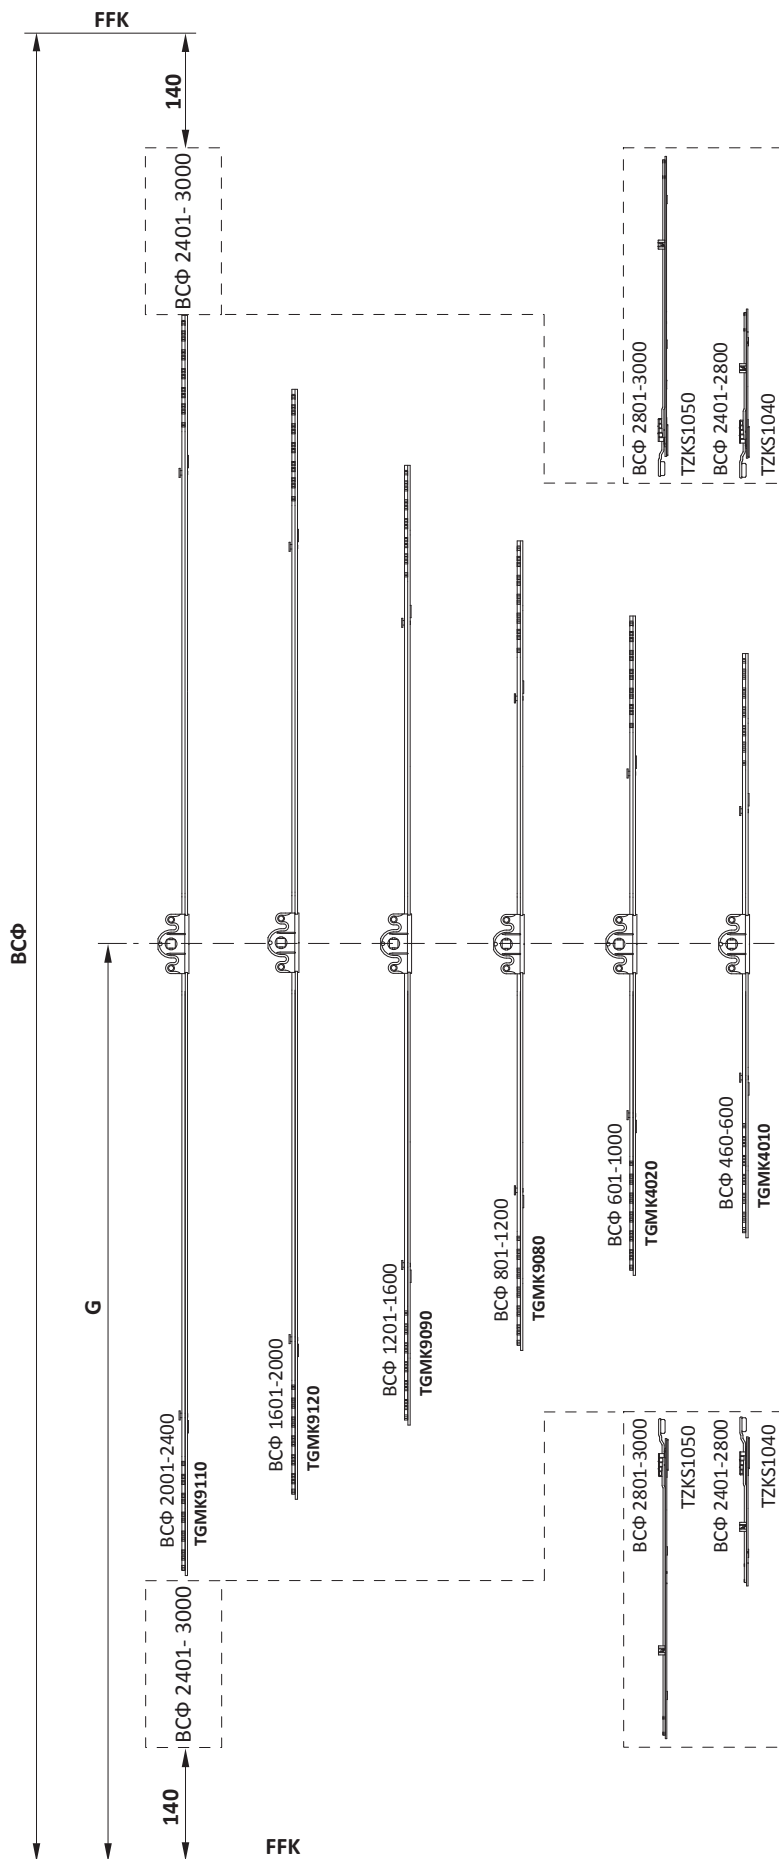 FFK
140
ВСФ 2401- 3000
ВСФ 2801-3000
TZKS1050
ВСФ 2401-2800
TZKS1040
ВСФ
G
ВСФ 2001-2400
TGMK9110
ВСФ 1601-2000
TGMK9120
ВСФ 1201-1600
TGMK9090
ВСФ 801-1200
TGMK9080
ВСФ 601-1000
TGMK4020
ВСФ 460-600
TGMK4010
ВСФ 2401- 3000
ВСФ 2801-3000
TZKS1050
ВСФ 2401-2800
TZKS1040
140
FFK